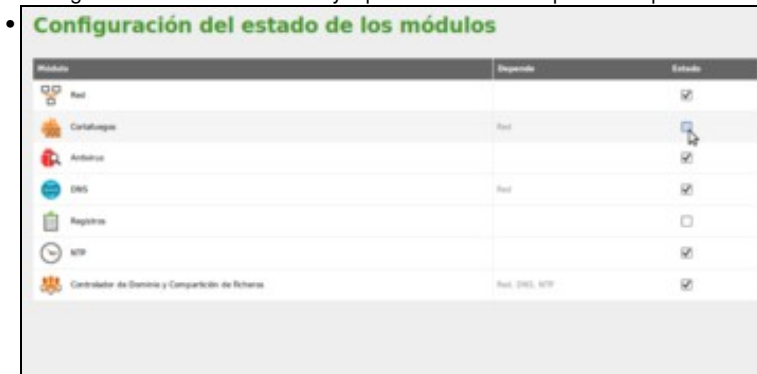 Configuración del estado de los módulos
Módulo Depende Estado
Red
Cortafuegos Red
Antivirus
DNS Red
Registros
NTP
Controlador de Dominio y Compartición de ficheros Red, DNS, NTP